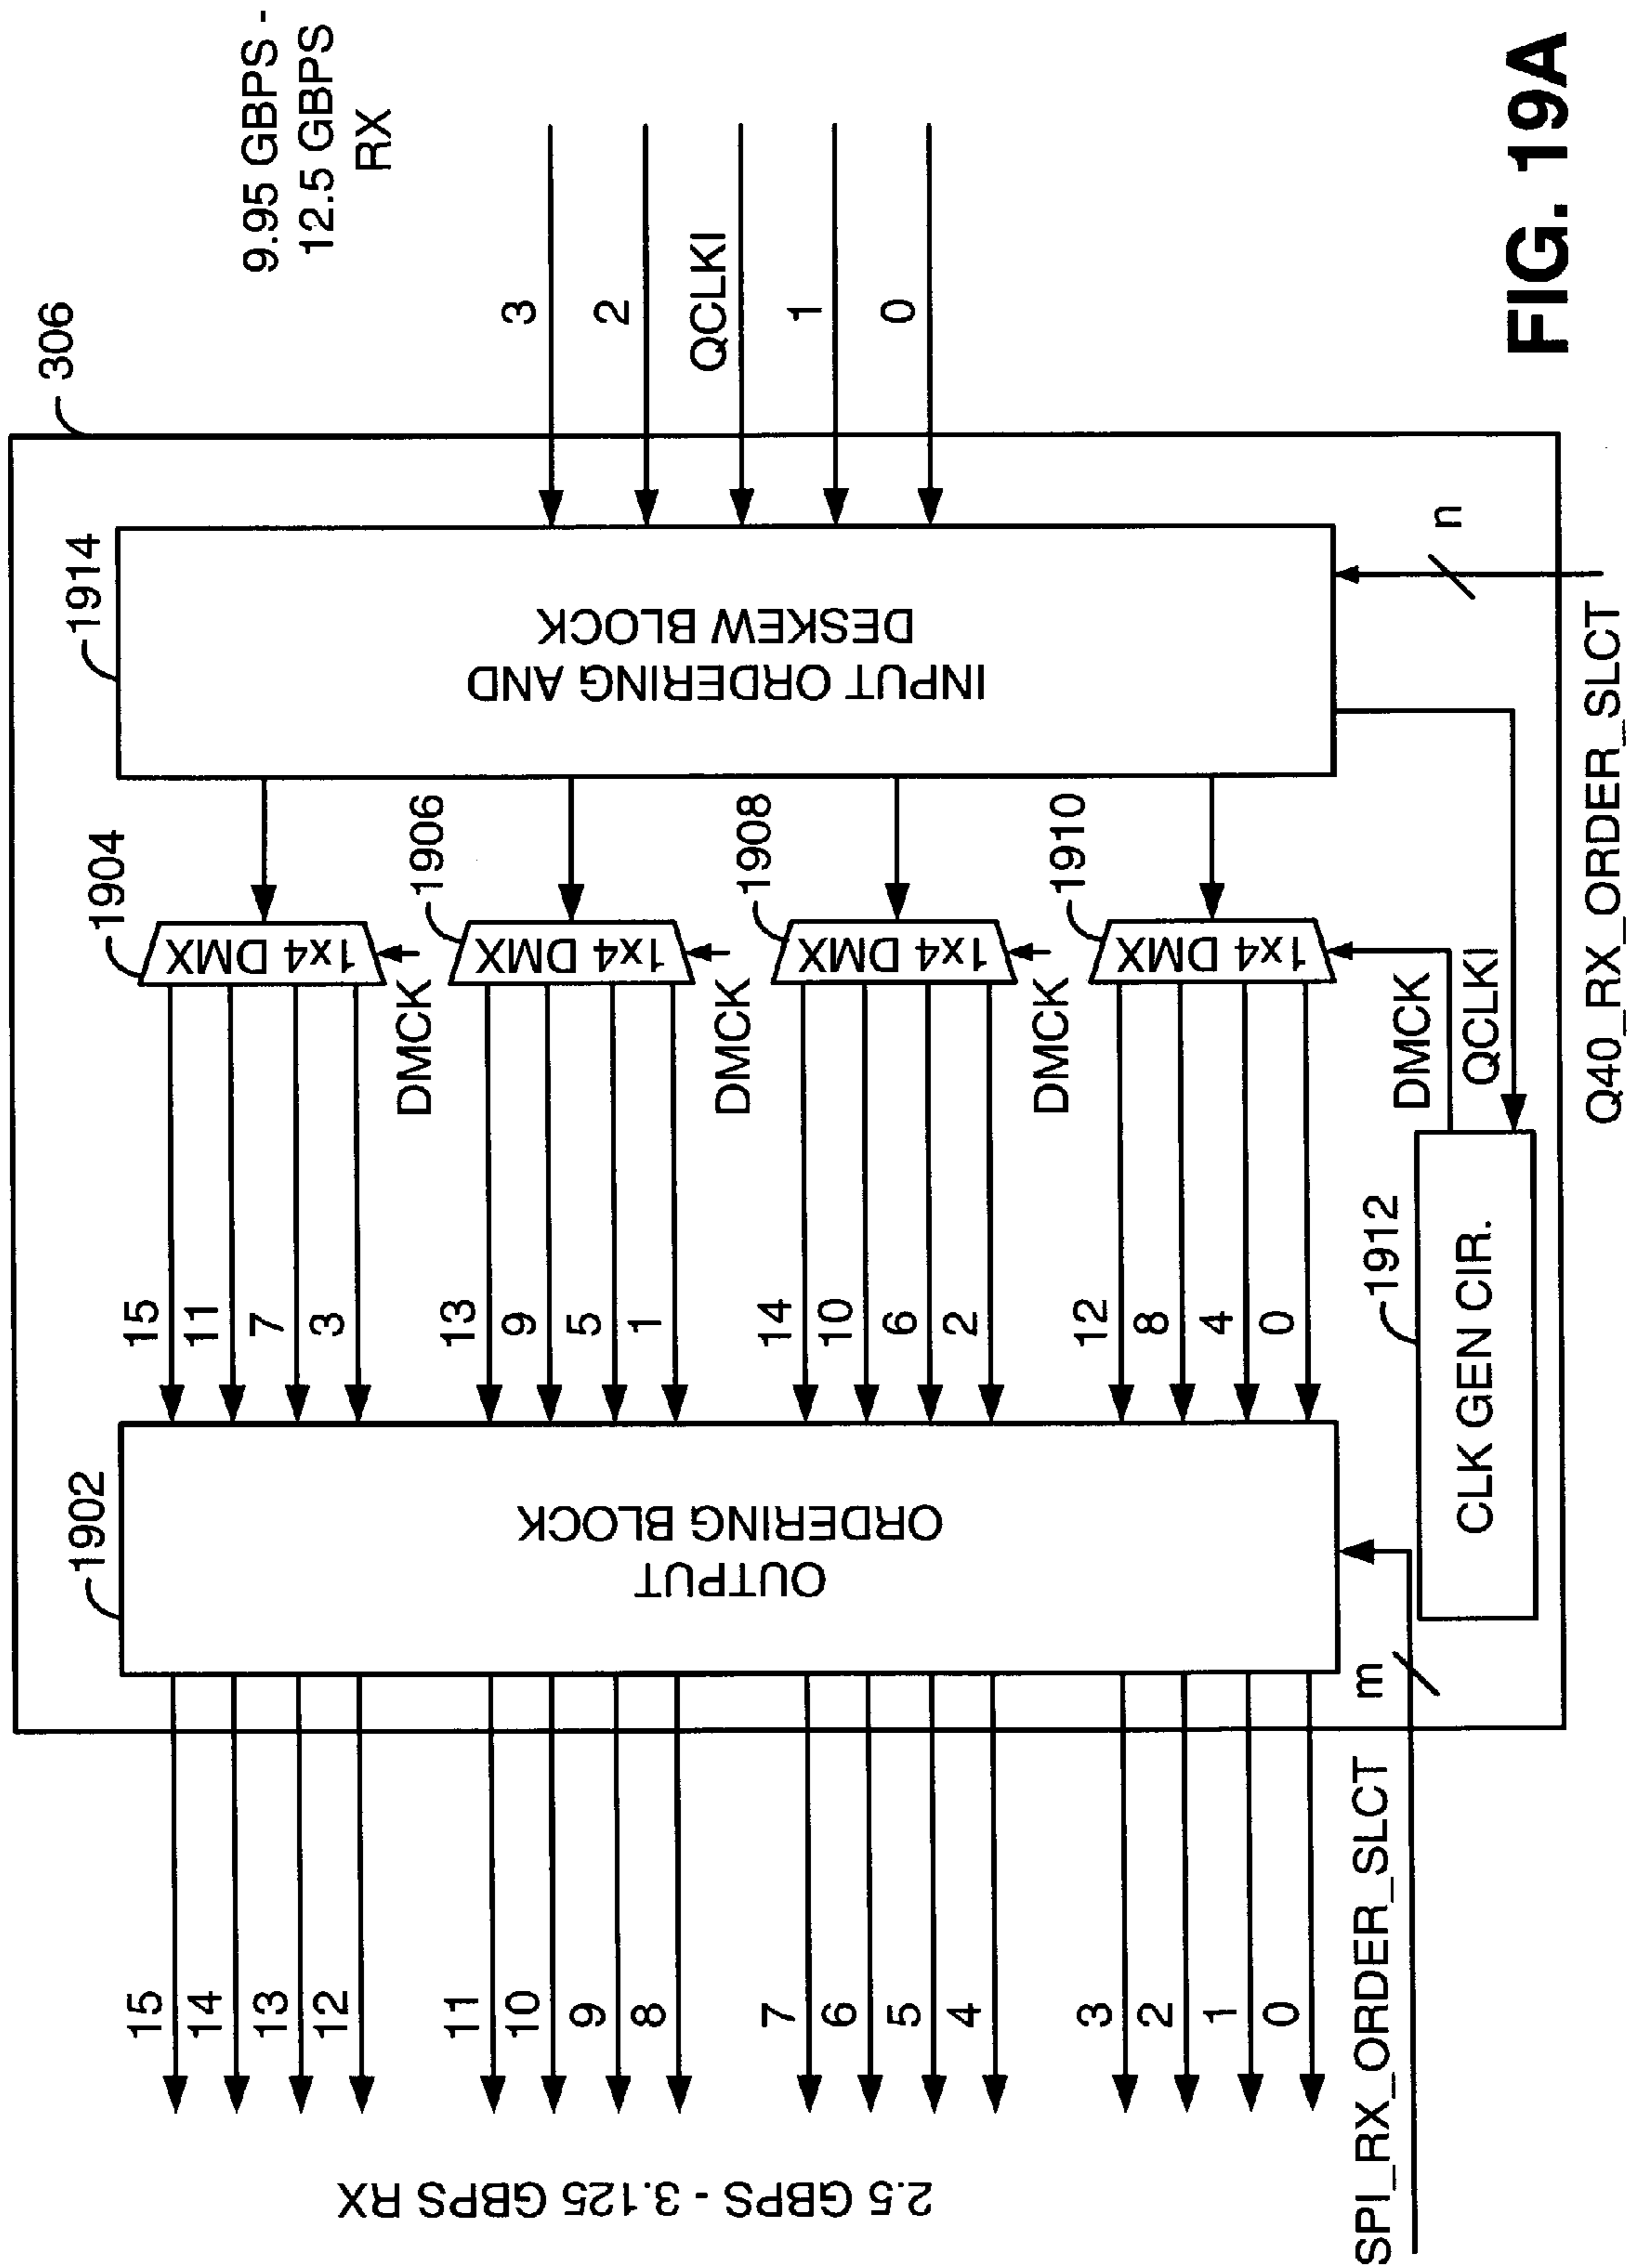 306
9.95 GBPS -
12.5 GBPS
RX
1902
1904
1914
15
14
13
12
15
11
7
3
1x4 DMX
DMCK
3
11
10
9
8
13
9
5
1
1906
1x4 DMX
DMCK
2
OUTPUT
ORDERING BLOCK
INPUT ORDERING AND
DESKEW BLOCK
QCLKI
7
6
5
4
14
10
6
2
1908
1x4 DMX
DMCK
1
3
2
1
0
12
8
4
0
1910
1x4 DMX
0
2.5 GBPS - 3.125 GBPS RX
m
1912
DMCK
QCLKI
n
CLK GEN CIR.
SPI_RX_ORDER_SLCT
Q40_RX_ORDER_SLCT
FIG. 19A